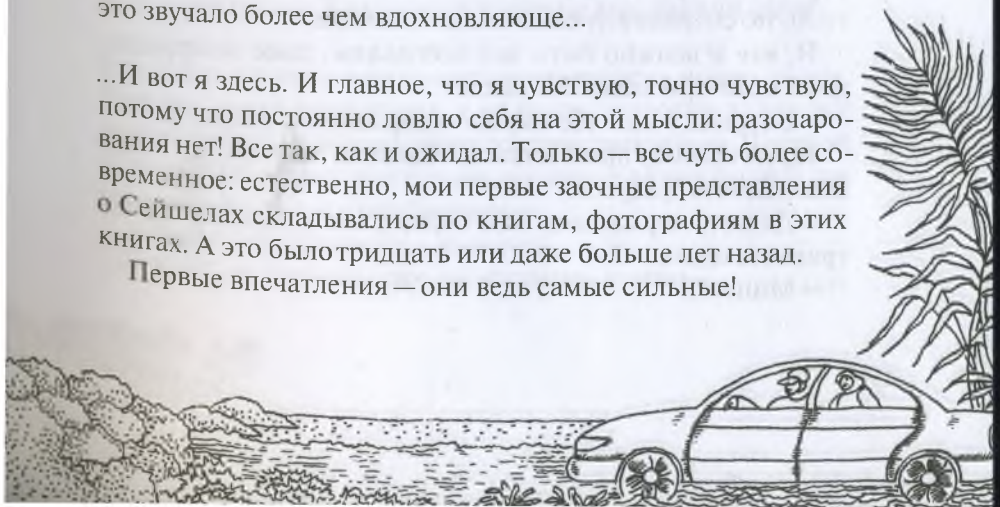 это звучало более чем вдохновляюще...
...И вот я здесь. И главное, что я чувствую, точно чувствую,
потому что постоянно ловлю себя на этой мысли: разочаро-
вания нет! Все так, как и ожидал. Только — все чуть более со-
временное: естественно, мои первые заочные представления
о Сейшелах складывались по книгам, фотографиям в этих
книгах. А это было тридцать или даже больше лет назад.
Первые впечатления — они ведь самые сильные!